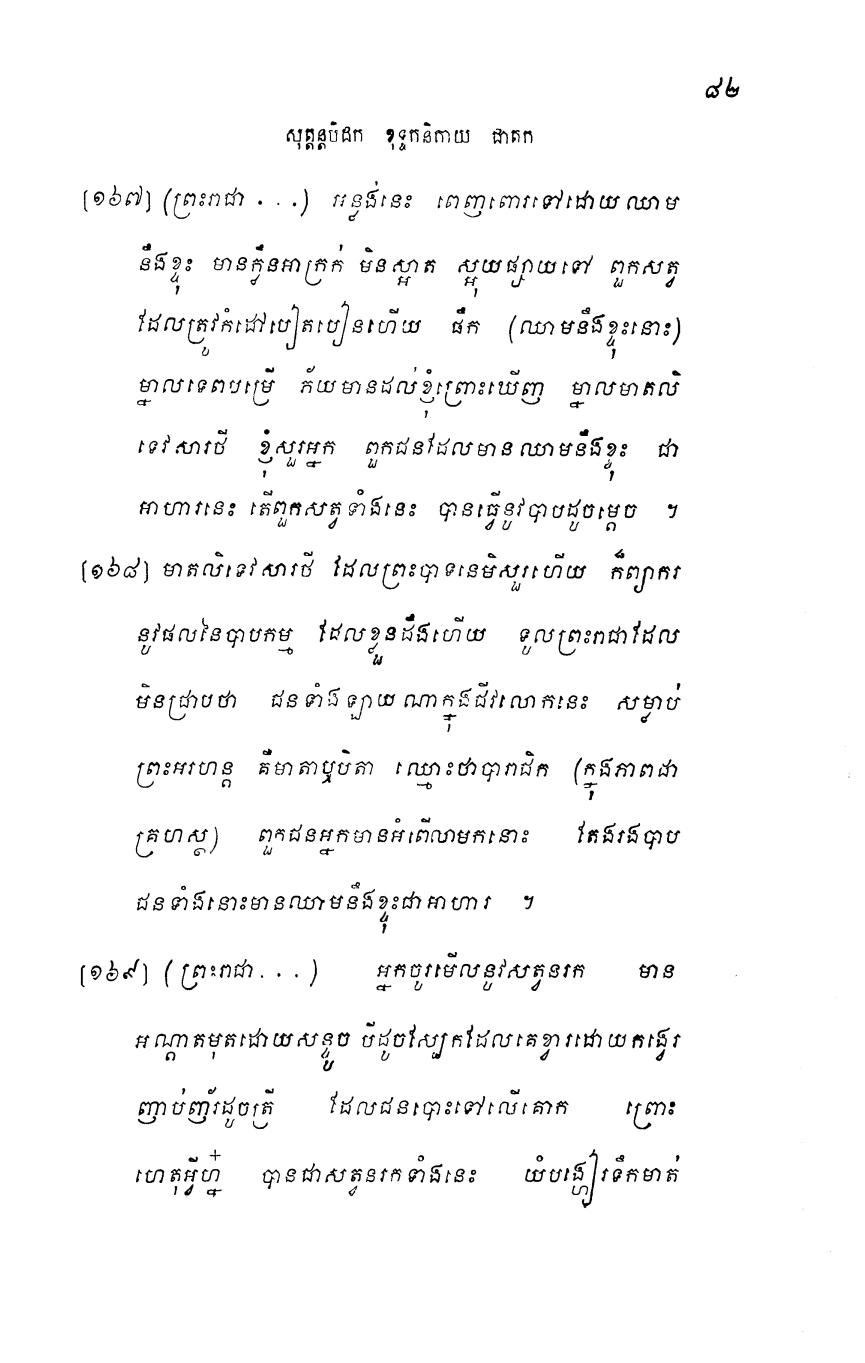 ៨២
សុត្តន្តបិដក ខុទ្ទកនិកាយ ជាតក
[១៦៧] (ព្រះរាជា . . .) អន្លង់នេះ ពេញពោរទៅដោយឈាម
នឹងខ្ទុះ មានក្លិនអាក្រក់ មិនស្អាត ស្អុយផ្សាយទៅ ពួកសត្វ
ដែលត្រូវកំដៅបៀតបៀនហើយ ផឹក (ឈាមនឹងខ្ទុះនោះ)
ម្នាលទេពបម្រើ ភ័យមានដល់ខ្ញុំព្រោះឃើញ ម្នាលមាតលិ
ទេវសារថី ខ្ញុំសួរអ្នក ពួកជនដែលមានឈាមនឹងខ្ទុះ ជា
អាហារនេះ តើពួកសត្វទាំងនេះ បានធ្វើនូវបាបដូចម្តេច ។
[១៦៨] មាតលិទេវសារថី ដែលព្រះបាទនេមិសួរហើយ ក៏ព្យាករ
នូវផលនៃបាបកម្ម ដែលខ្លួនដឹងហើយ ទូលព្រះរាជាដែល
មិនជ្រាបថា ជនទាំងឡាយណាក្នុងជីវលោកនេះ សម្លាប់
ព្រះអរហន្ត គឺមាតាឬបិតា ឈ្មោះថាបារាជិក (ក្នុងភាពជា
គ្រហស្ថ) ពួកជនអ្នកមានអំពើលាមកនោះ តែងរងបាប
ជនទាំងនោះមានឈាមនឹងខ្ទុះជាអាហារ ។
[១៦៩] (ព្រះរាជា . . .) អ្នកចូរមើលនូវសត្វនរក មាន
អណ្តាតមុតដោយសន្ទូច បីដូចស្បែកដែលគេខ្វារដោយកង្វេរ
ញាប់ញ័រដូចត្រី ដែលជនបោះទៅលើគោក ព្រោះ
ហេតុអ្វីហ្ន៎ បានជាសត្វនរកទាំងនេះ យំបង្ហៀរទឹកមាត់